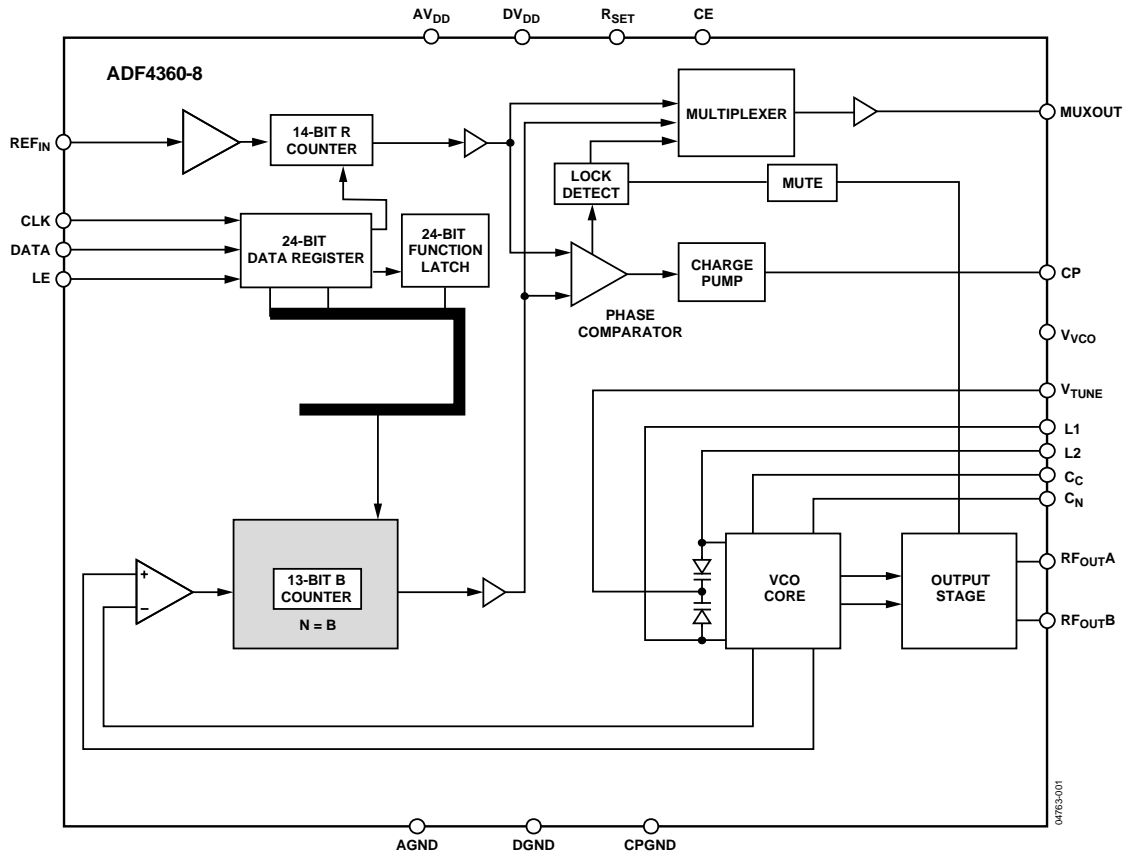 AVDD
DVDD
RSET
CE
ADF4360-8
MULTIPLEXER
MUXOUT
REFIN
14-BIT R
COUNTER
LOCK
DETECT
MUTE
CLK
DATA
LE
24-BIT
DATA REGISTER
24-BIT
FUNCTION
LATCH
CHARGE
PUMP
CP
PHASE
COMPARATOR
VVCO
VTUNE
L1
L2
CC
CN
+
−
13-BIT B
COUNTER
N = B
VCO
CORE
OUTPUT
STAGE
RFOUTA
RFOUTB
04763-001
AGND
DGND
CPGND